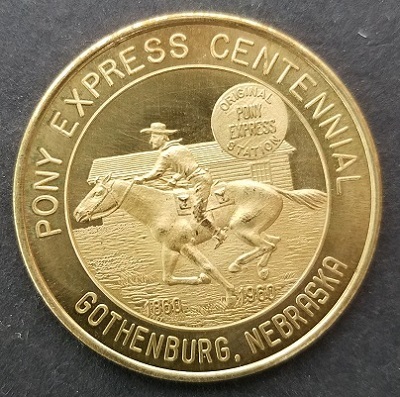 PONY EXPRESS CENTENNIAL
ORIGINAL
PONY
EXPRESS
STATION
1860 1960
GOTHENBURG, NEBRASKA